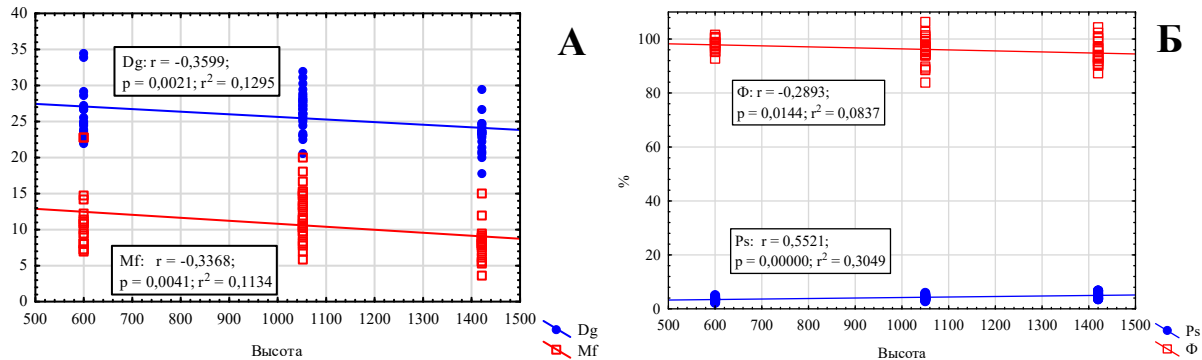 40
35
30
25
20
15
10
5
0
А
Dg: r = -0,3599;
p = 0,0021; r² = 0,1295
Mf: r = -0,3368;
p = 0,0041; r² = 0,1134
500 600 700 800 900 1000 1100 1200 1300 1400 1500
Высота
Dg
Mf
100
80
60
40
20
0
%
Б
Ф: r = -0,2893;
p = 0,0144; r² = 0,0837
Ps: r = 0,5521;
p = 0,00000; r² = 0,3049
500 600 700 800 900 1000 1100 1200 1300 1400 1500
Высота
Ps
Ф